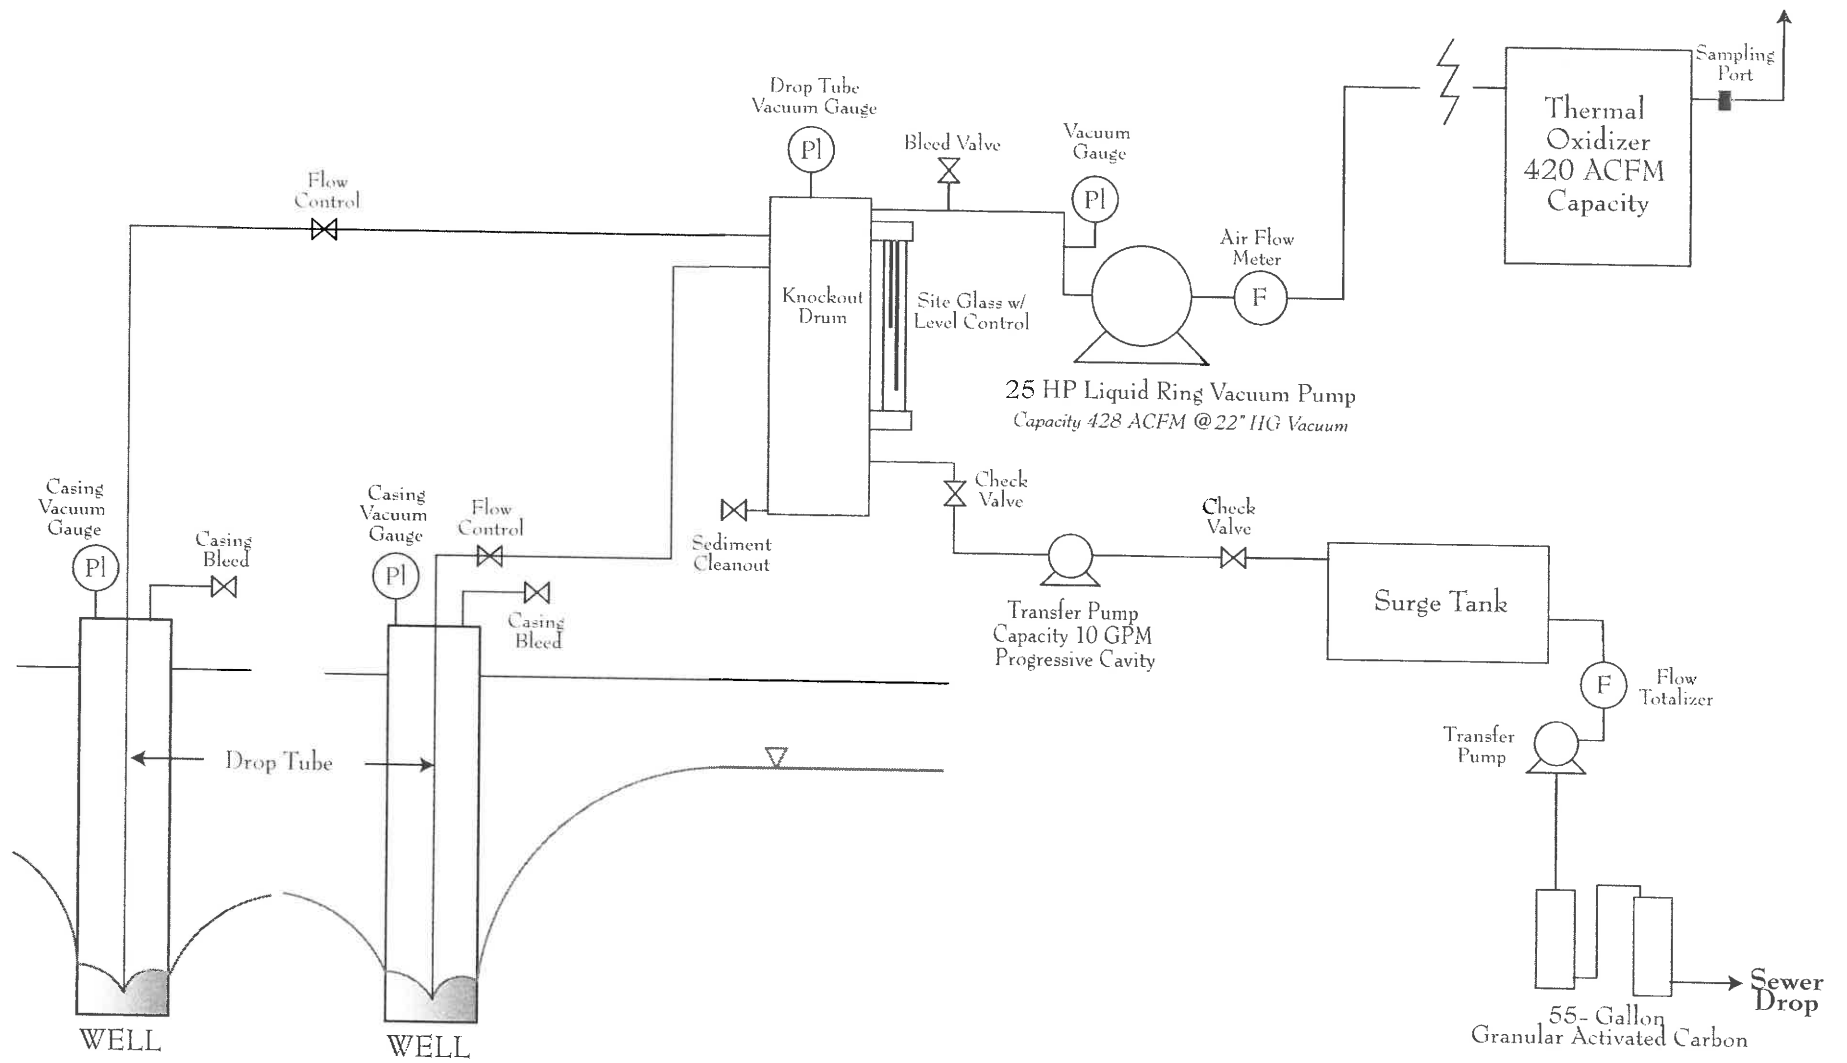 Sampling
Port
Thermal
Oxidizer
420 ACFM
Capacity
Drop Tube
Vacuum Gauge
PI
Bleed Valve
Vacuum
Gauge
PI
Flow
Control
Air Flow
Meter
F
Knockout
Drum
Site Glass w/
Level Control
25 HP Liquid Ring Vacuum Pump
Capacity 428 ACFM @ 22" HG Vacuum
Casing
Vacuum
Gauge
PI
Casing
Bleed
Casing
Vacuum
Gauge
PI
Flow
Control
Casing
Bleed
Sediment
Cleanout
Check
Valve
Check
Valve
Transfer Pump
Capacity 10 GPM
Progressive Cavity
Surge Tank
F
Flow
Totalizer
Transfer
Pump
Drop Tube
Sewer
Drop
55- Gallon
Granular Activated Carbon
WELL
WELL